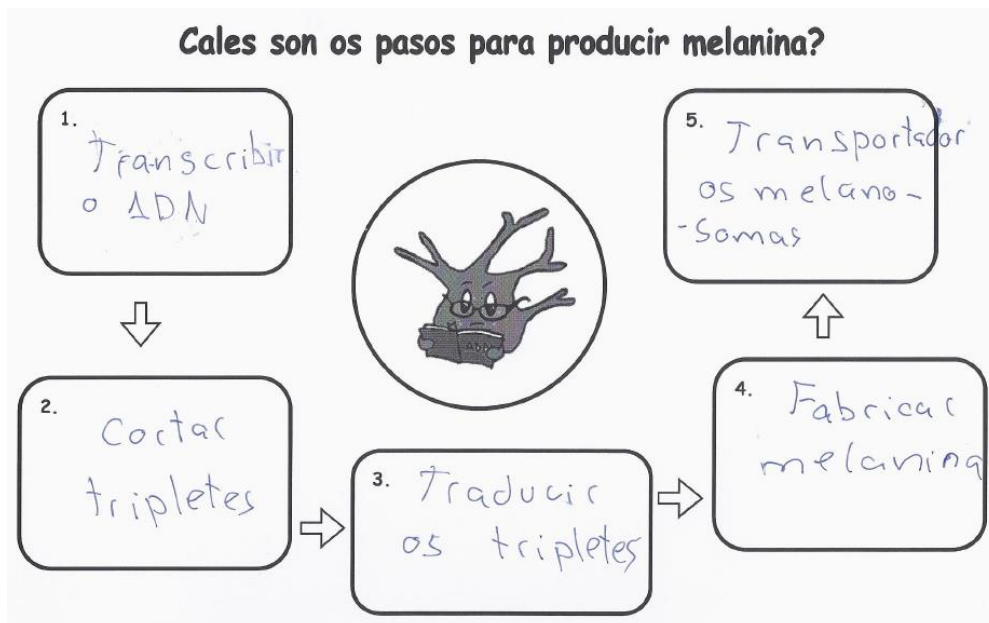 Cales son os pasos para producir melanina?
1.
Transcribir
o ADN
2.
Cortar
tripletes
3.
Traducir
os tripletes
4.
Fabricar
melanina
5.
Transportador
os melano-
-somas
ADN